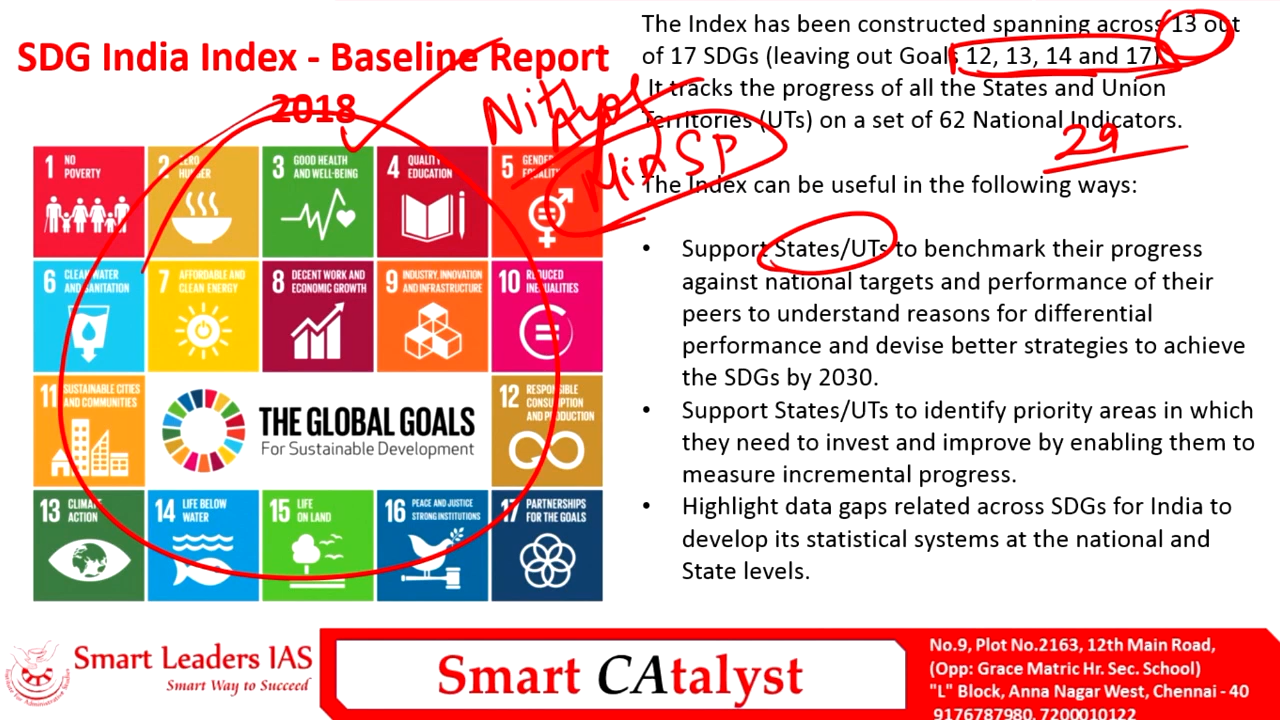 SDG India Index - Baseline Report
2018
Niti Ayog
Min SP
1 NO
POVERTY
2 ZERO
HUNGER
3 GOOD HEALTH
AND WELL-BEING
4 QUALITY
EDUCATION
5 GENDER
EQUALITY
6 CLEAN WATER
AND SANITATION
7 AFFORDABLE AND
CLEAN ENERGY
8 DECENT WORK AND
ECONOMIC GROWTH
9 INDUSTRY, INNOVATION
AND INFRASTRUCTURE
10 REDUCED
INEQUALITIES
11 SUSTAINABLE CITIES
AND COMMUNITIES
THE GLOBAL GOALS
For Sustainable Development
12 RESPONSIBLE
CONSUMPTION
AND PRODUCTION
13 CLIMATE
ACTION
14 LIFE BELOW
WATER
15 LIFE
ON LAND
16 PEACE AND JUSTICE
STRONG INSTITUTIONS
17 PARTNERSHIPS
FOR THE GOALS
The Index has been constructed spanning across 13 out
of 17 SDGs (leaving out Goals 12, 13, 14 and 17)
It tracks the progress of all the States and Union
Territories (UTs) on a set of 62 National Indicators.
29
The Index can be useful in the following ways:
• Support States/UTs to benchmark their progress
against national targets and performance of their
peers to understand reasons for differential
performance and devise better strategies to achieve
the SDGs by 2030.
• Support States/UTs to identify priority areas in which
they need to invest and improve by enabling them to
measure incremental progress.
• Highlight data gaps related across SDGs for India to
develop its statistical systems at the national and
State levels.
Smart Leaders IAS
Smart Way to Succeed
Smart CAtalyst
No.9, Plot No.2163, 12th Main Road,
(Opp: Grace Matric Hr. Sec. School)
"L" Block, Anna Nagar West, Chennai - 40
9176787980, 7200010122